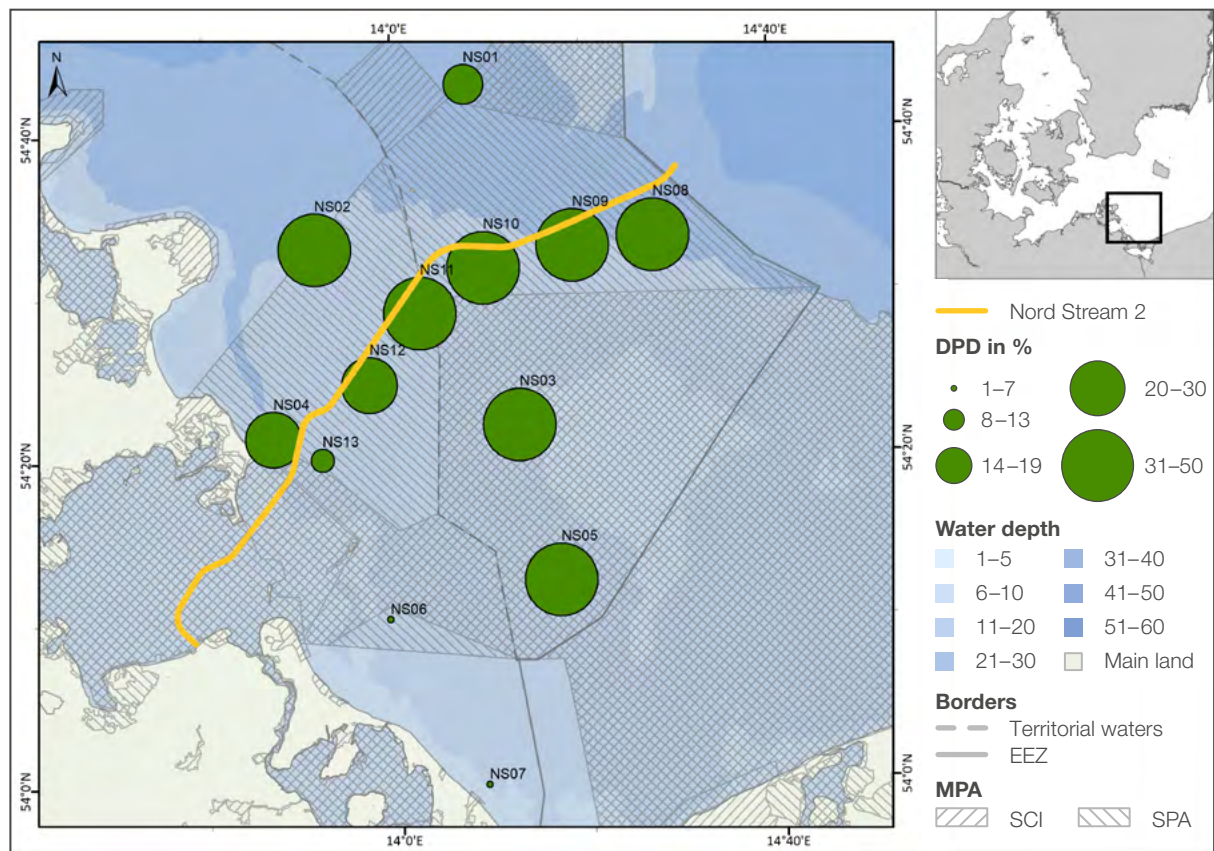 14°0'E
14°40'E
N
NS01
54°40'N
54°40'N
NS02
NS08
NS09
NS10
NS11
NS12
NS03
NS04
NS13
54°20'N
54°20'N
NS05
NS06
NS07
54°0'N
54°0'N
14°0'E
14°40'E
Nord Stream 2
DPD in %
1–7
20–30
8–13
14–19
31–50
Water depth
1–5
31–40
6–10
41–50
11–20
51–60
21–30
Main land
Borders
Territorial waters
EEZ
MPA
SCI
SPA